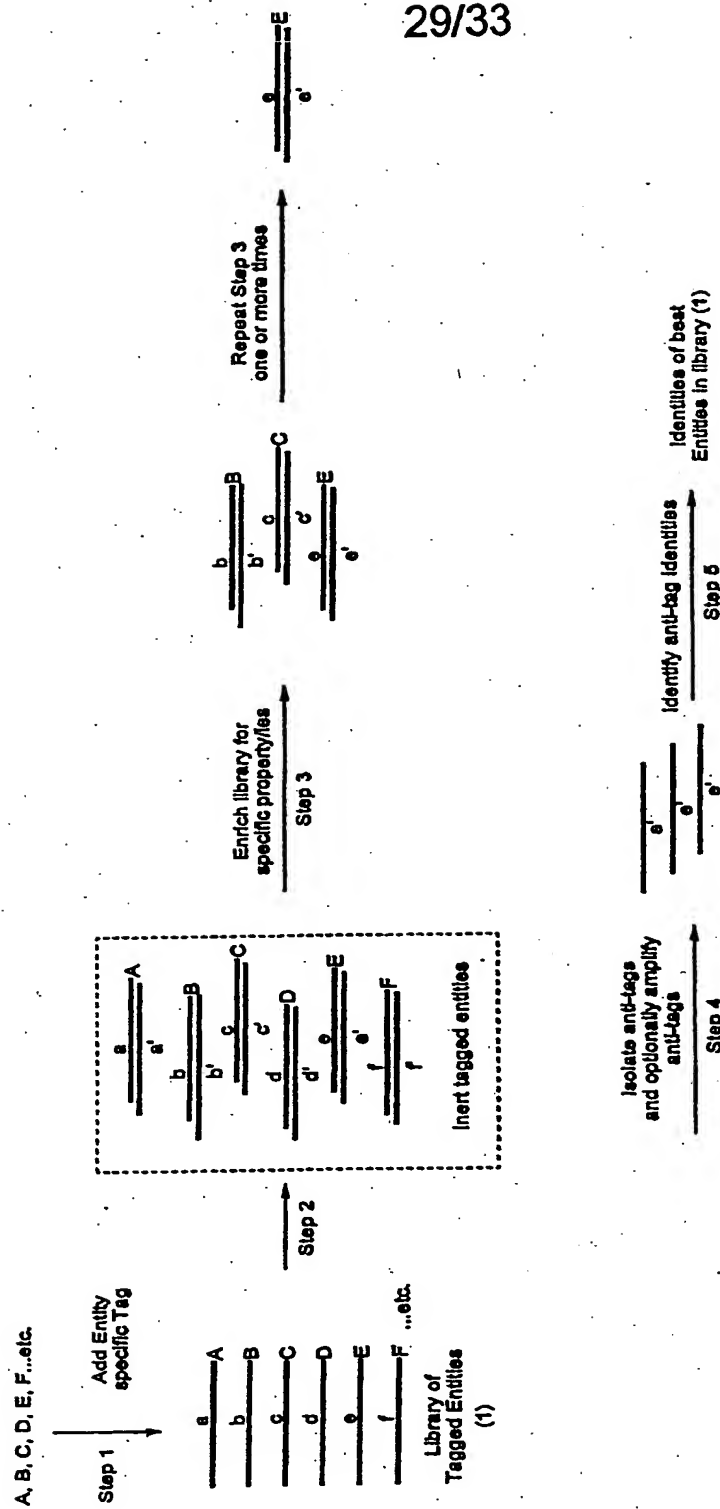 29/33
A, B, C, D, E, F...etc.
Step 1
Add Entity
specific Tag
a A
b B
c C
d D
e E
f F ...etc.
Library of
Tagged Entities
(1)
Step 2
a A
a'
b B
b'
c C
c'
d D
d'
e E
e'
f F
f'
Inert tagged entities
Enrich library for
specific property/ies
Step 3
b B
b'
c C
c'
e E
e'
Repeat Step 3
one or more times
e E
e'
Isolate anti-tags
and optionally amplify
anti-tags
Step 4
e'
e'
e'
Identify anti-tag identities
Step 5
Identities of best
Entities in library (1)